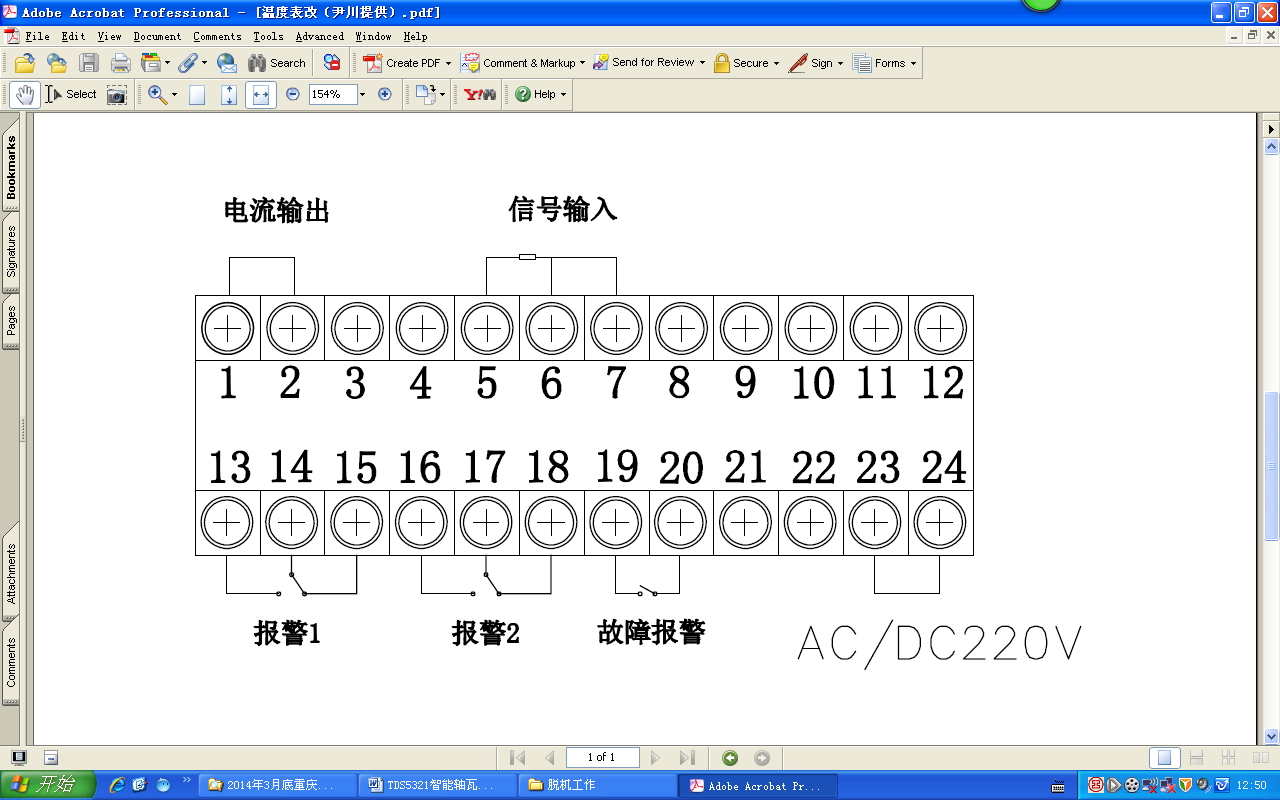 Adobe Acrobat Professional - [温度表改（尹川提供）.pdf]
File Edit View Document Comments Tools Advanced Window Help
Search Create PDF Comment & Markup Send for Review Secure Sign Forms
Select 154% Y! Help
Bookmarks
Signatures
Pages
Attachments
Comments
电流输出 信号输入
1 2 3 4 5 6 7 8 9 10 11 12
13 14 15 16 17 18 19 20 21 22 23 24
报警1 报警2 故障报警 AC/DC220V
1 of 1
开始 2014年3月底重庆... TDS5321智能轴瓦... 脱机工作 Adobe Acrobat Pr... 12:50